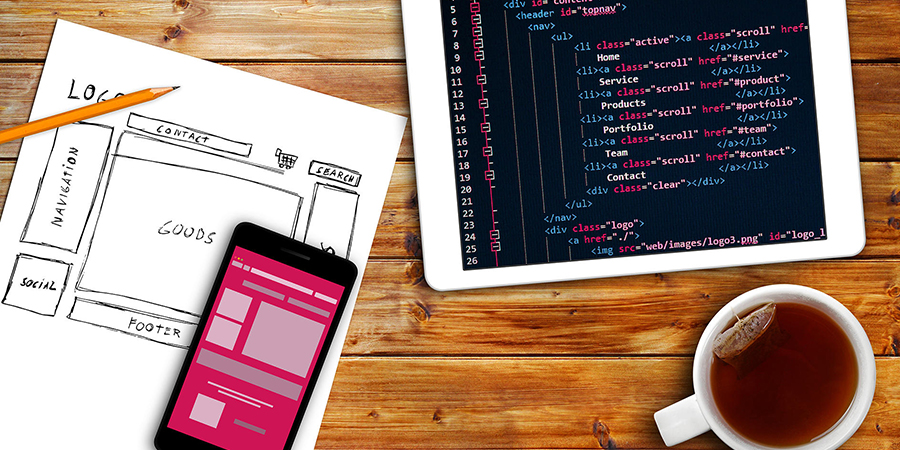 LOGO
CONTACT
SEARCH
NAVIGATION
GOODS
SOCIAL
FOOTER
5 <div id="content">
6 <header id="topnav">
7 <nav>
8 <ul>
9 <li class="active"><a class="scroll" href=
10 Home </a></li>
11 <li><a class="scroll" href="#service">
12 Service </a></li>
13 <li><a class="scroll" href="#product">
14 Products </a></li>
15 <li><a class="scroll" href="#portfolio">
16 Portfolio </a></li>
17 <li><a class="scroll" href="#team">
18 Team </a></li>
19 <li><a class="scroll" href="#contact">
20 Contact </a></li>
21 <div class="clear"></div>
22 </ul>
23 </nav>
24 <div class="logo">
25 <a href="./">
26 <img src="web/images/logo3.png" id="logo_l